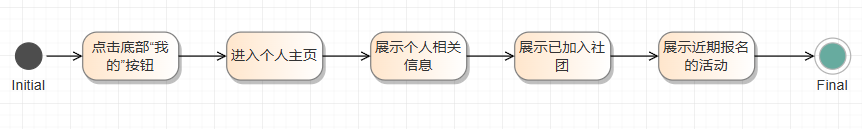 点击底部“我
的”按钮
进入个人主页
展示个人相关
信息
展示已加入社
团
展示近期报名
的活动
Initial
Final